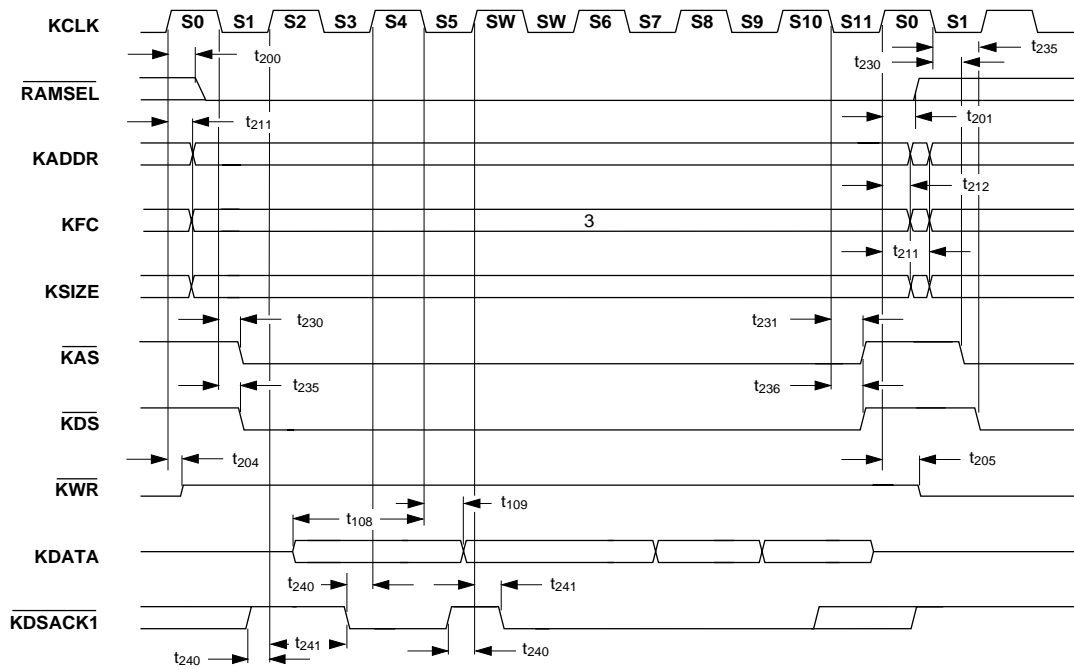 KCLK S0 S1 S2 S3 S4 S5 SW SW S6 S7 S8 S9 S10 S11 S0 S1
t200 t230 t235
RAMSEL
t211 t201
KADDR
t212
KFC 3
t211
KSIZE
t230 t231
KAS
t235 t236
KDS
t204 t205
KWR
t109
t108
KDATA
t240 t241
KDSACK1
t240 t241 t240